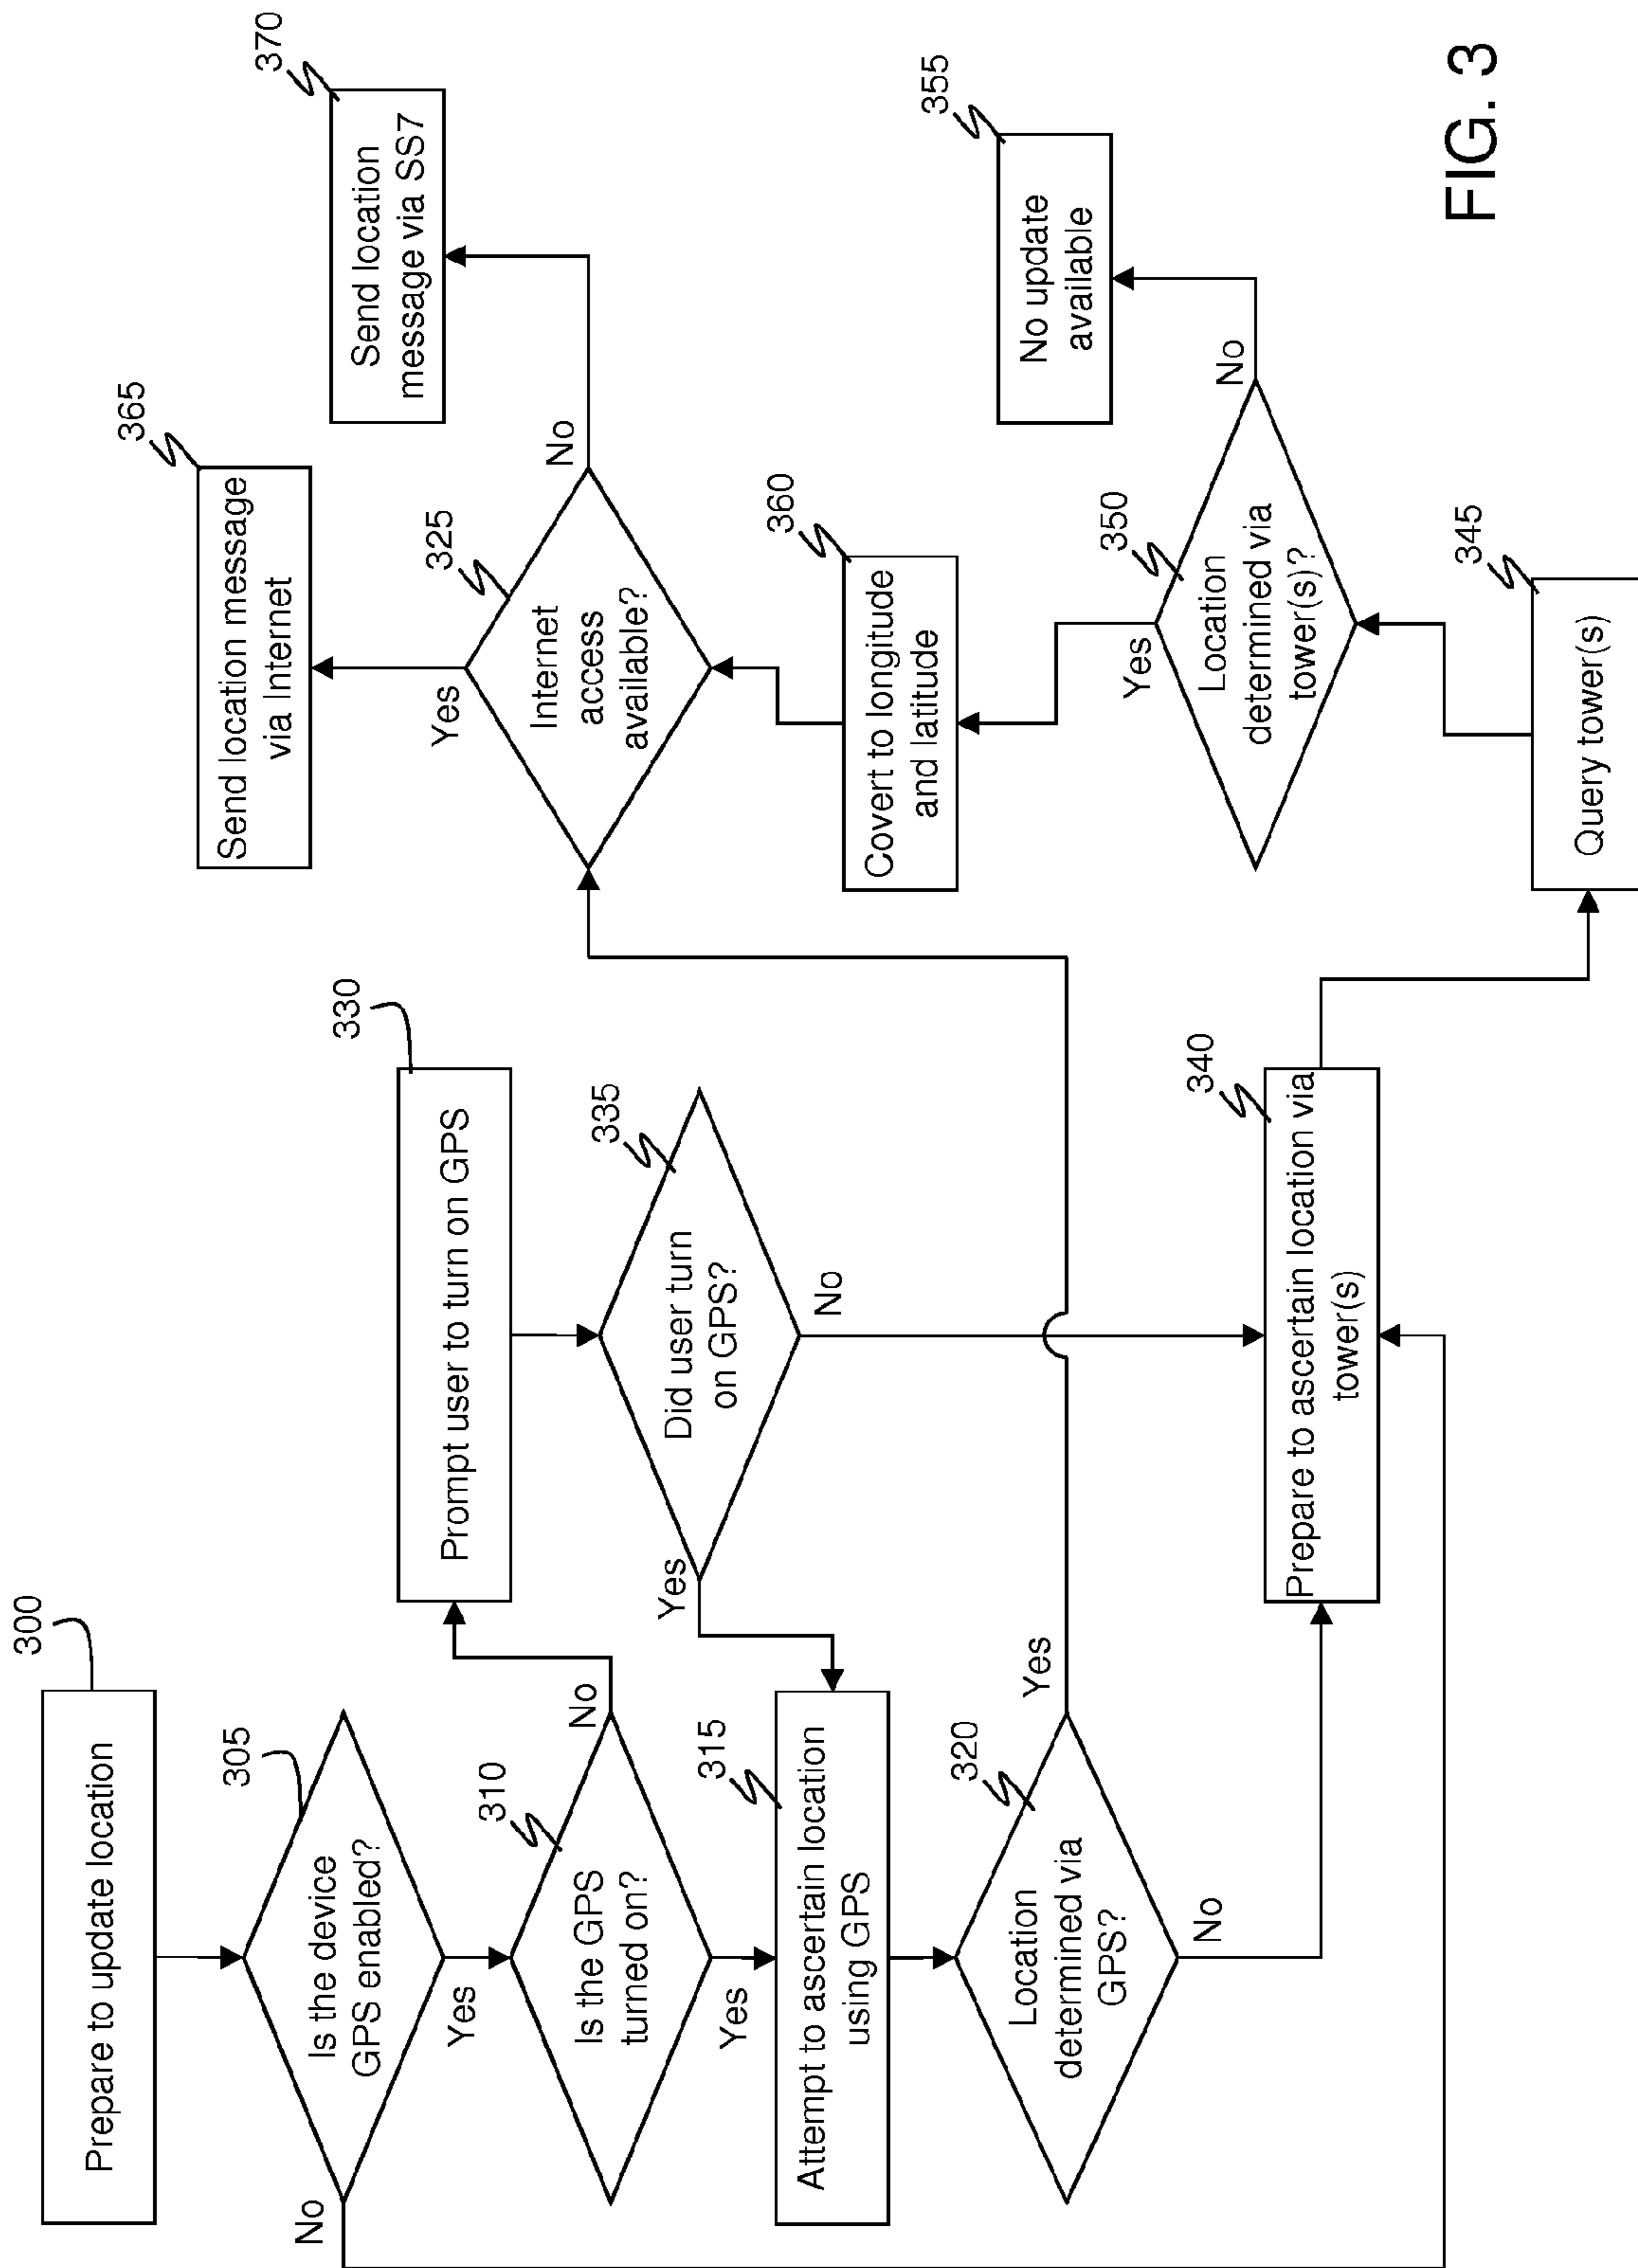 300
Prepare to update location
305
Is the device
GPS enabled?
No
Yes
310
Is the GPS
turned on?
No
Yes
315
Attempt to ascertain location
using GPS
320
Location
determined via
GPS?
Yes
No
330
Prompt user to turn on GPS
335
Did user turn
on GPS?
Yes
No
340
Prepare to ascertain location via
tower(s)
365
Send location message
via Internet
370
Send location
message via SS7
325
Internet
access
available?
Yes
No
360
Covert to longitude
and latitude
350
Location
determined via
tower(s)?
Yes
No
355
No update
available
345
Query tower(s)
FIG. 3